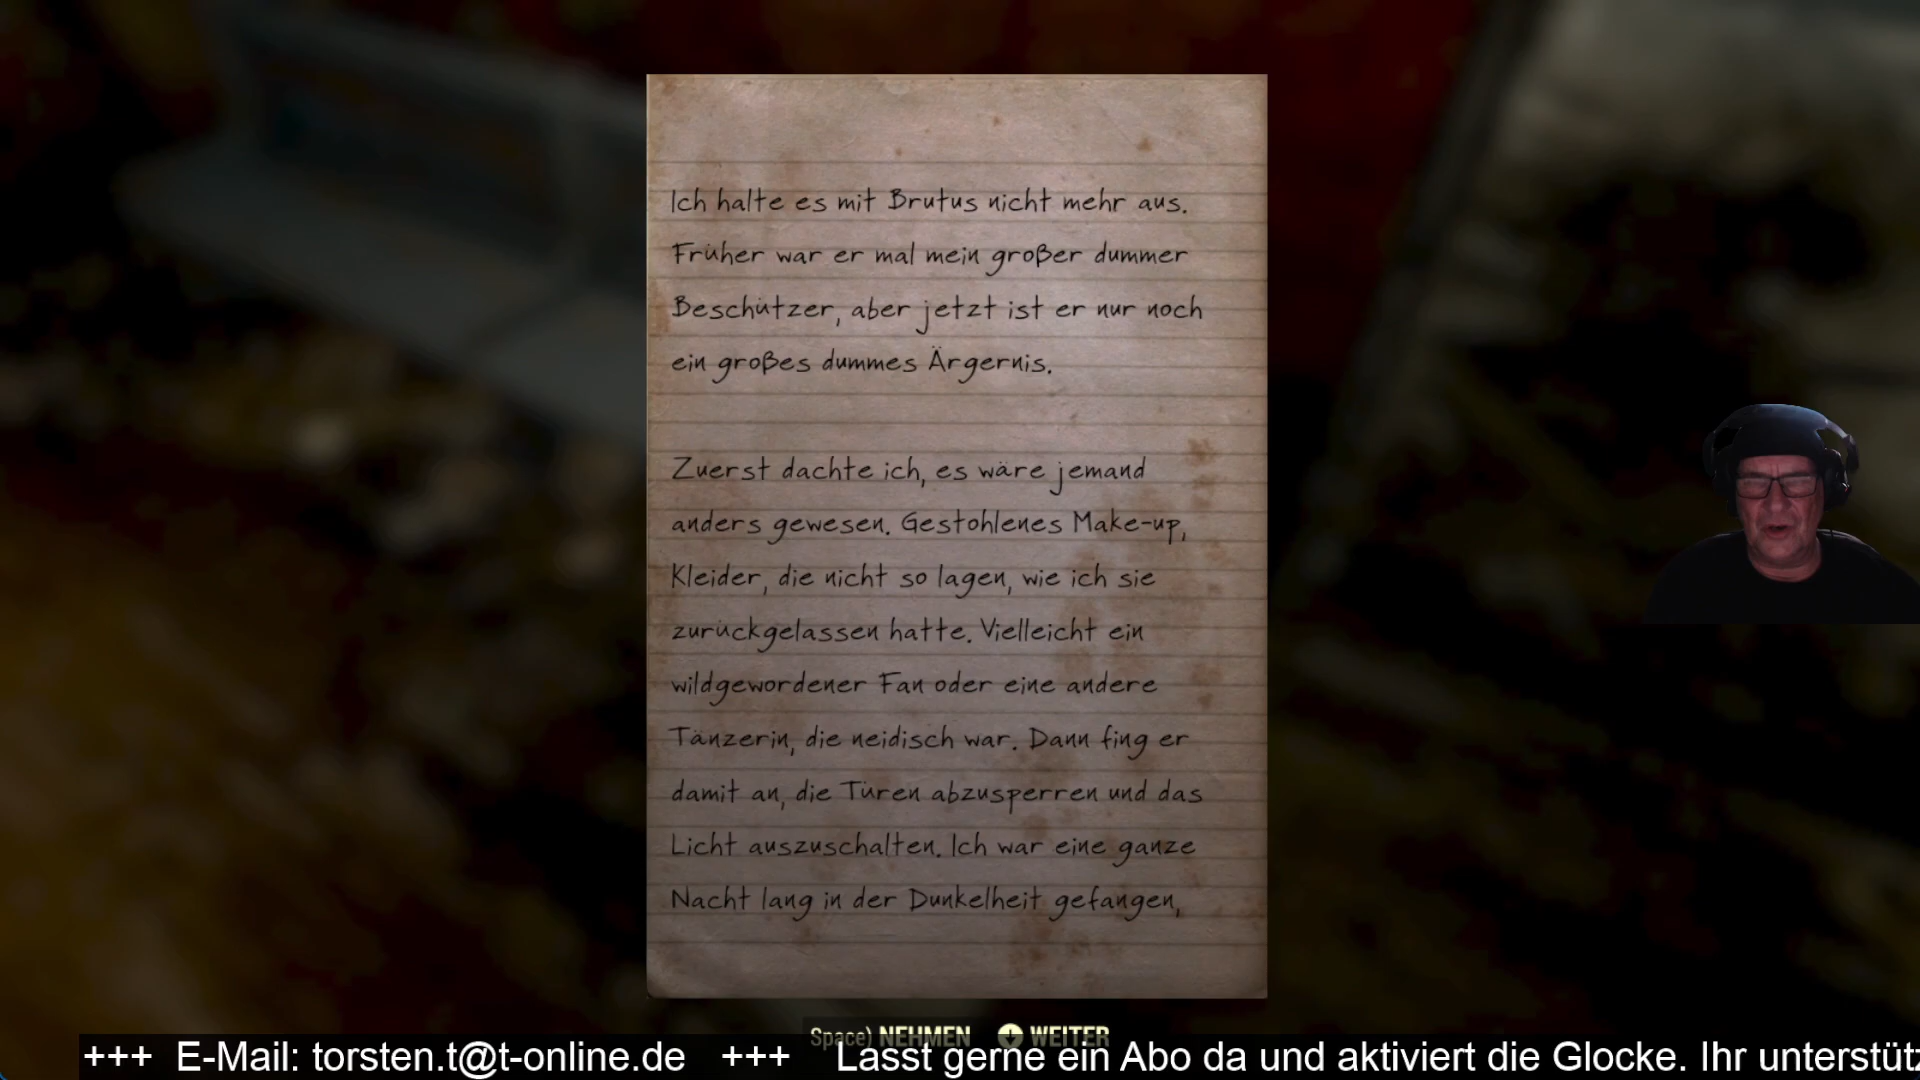 Ich halte es mit Brutus nicht mehr aus.
Früher war er mal mein großer dummer
Beschützer, aber jetzt ist er nur noch
ein großes dummes Ärgernis.
Zuerst dachte ich, es wäre jemand
anders gewesen. Gestohlenes Make-up,
Kleider, die nicht so lagen, wie ich sie
zurückgelassen hatte. Vielleicht ein
wildgewordener Fan oder eine andere
Tänzerin, die neidisch war. Dann fing er
damit an, die Türen abzusperren und das
Licht auszuschalten. Ich war eine ganze
Nacht lang in der Dunkelheit gefangen,
Space) NEHMEN WEITER
+++ E-Mail: torsten.t@t-online.de +++ Lasst gerne ein Abo da und aktiviert die Glocke. Ihr unterstütz